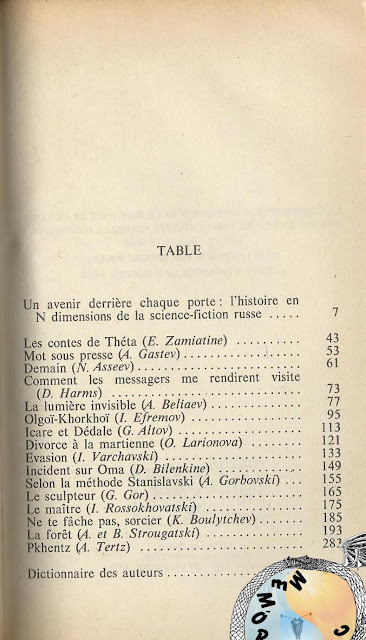 TABLE
Un avenir derrière chaque porte : l'histoire en
N dimensions de la science-fiction russe ..... 7
Les contes de Théta (E. Zamiatine) .......... 43
Mot sous presse (A. Gastev) .................. 53
Demain (N. Asseev) .......................... 61
Comment les messagers me rendirent visite
(D. Harms) .............................. 73
La lumière invisible (A. Beliaev) .............. 77
Olgoï-Khorkhoï (I. Efremov) ................ 95
Icare et Dédale (G. Altov) .................... 113
Divorce à la martienne (O. Larionova) ........ 121
Evasion (I. Varchavski) ...................... 133
Incident sur Oma (D. Bilenkine) .............. 149
Selon la méthode Stanislavski (A. Gorbovski) .. 155
Le sculpteur (G. Gor) ........................ 165
Le maître (I. Rossokhovatski) ................ 175
Ne te fâche pas, sorcier (K. Boulytchev) ...... 185
La forêt (A. et B. Strougatski) ................ 193
Pkhentz (A. Tertz) .......................... 283
Dictionnaire des auteurs ..............